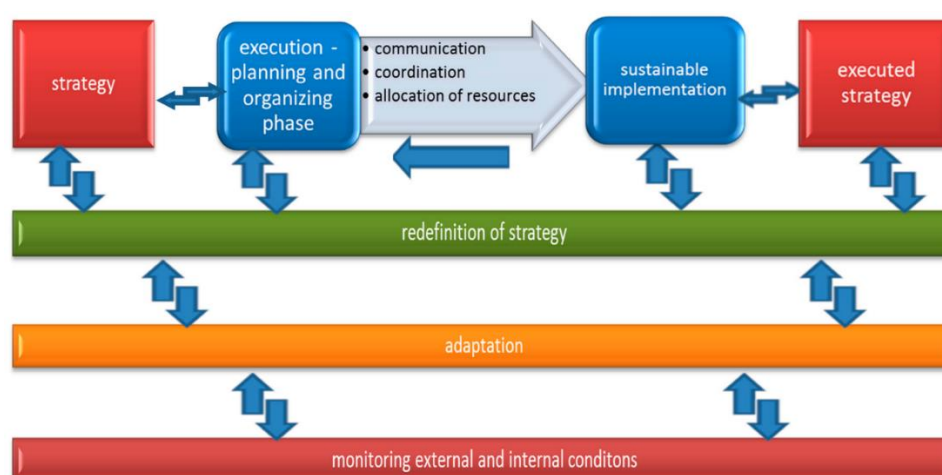 strategy
execution -
planning and
organizing
phase
• communication
• coordination
• allocation of resources
sustainable
implementation
executed
strategy
redefinition of strategy
adaptation
monitoring external and internal conditons